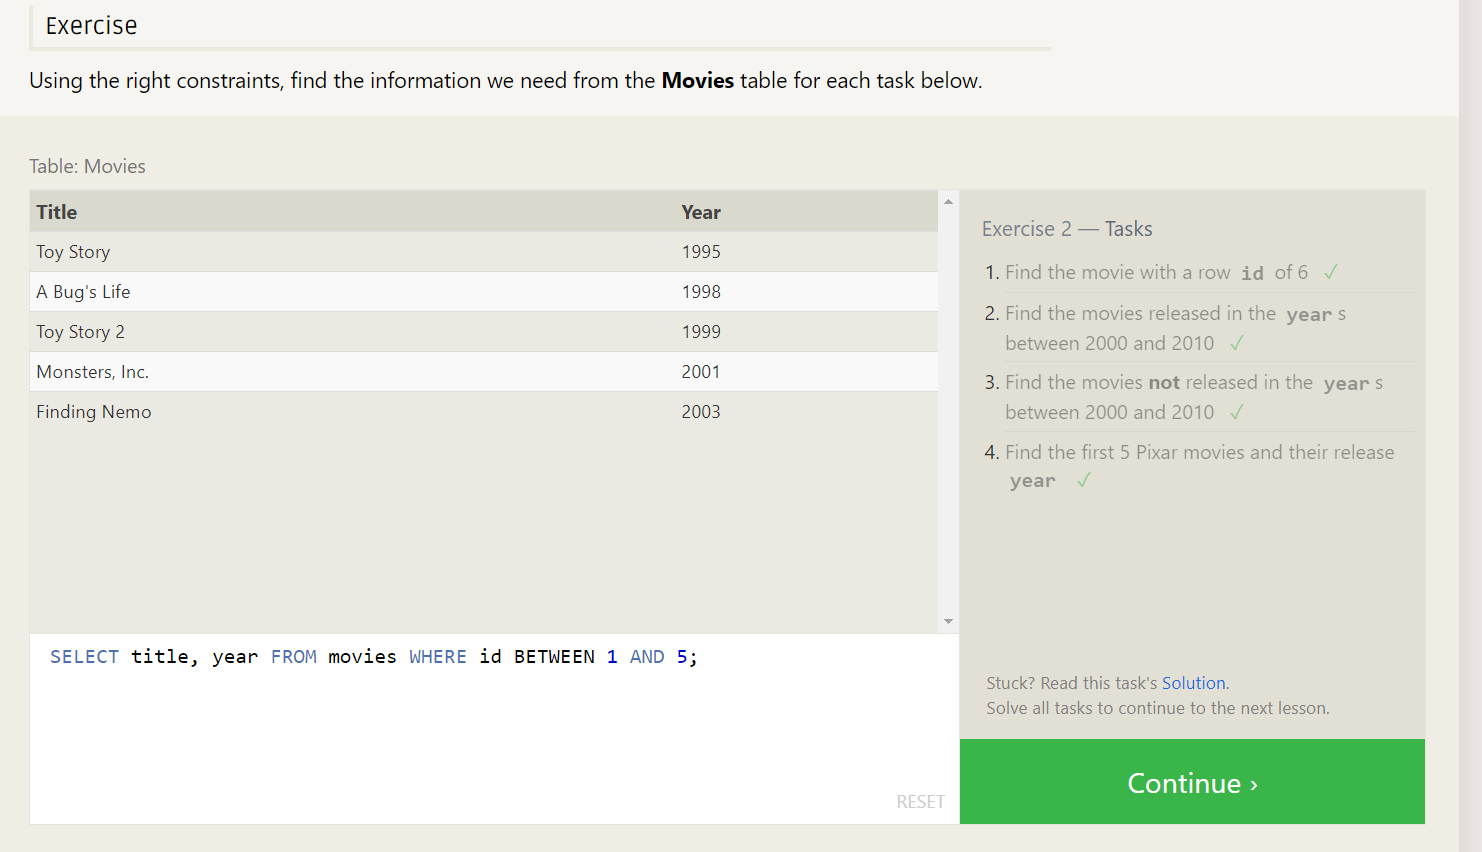 Exercise
Using the right constraints, find the information we need from the Movies table for each task below.
Table: Movies
Title Year
Toy Story 1995
A Bug's Life 1998
Toy Story 2 1999
Monsters, Inc. 2001
Finding Nemo 2003
SELECT title, year FROM movies WHERE id BETWEEN 1 AND 5;
RESET
Exercise 2 — Tasks
1. Find the movie with a row id of 6 ✓
2. Find the movies released in the year s
between 2000 and 2010 ✓
3. Find the movies not released in the year s
between 2000 and 2010 ✓
4. Find the first 5 Pixar movies and their release
year ✓
Stuck? Read this task's Solution.
Solve all tasks to continue to the next lesson.
Continue ›